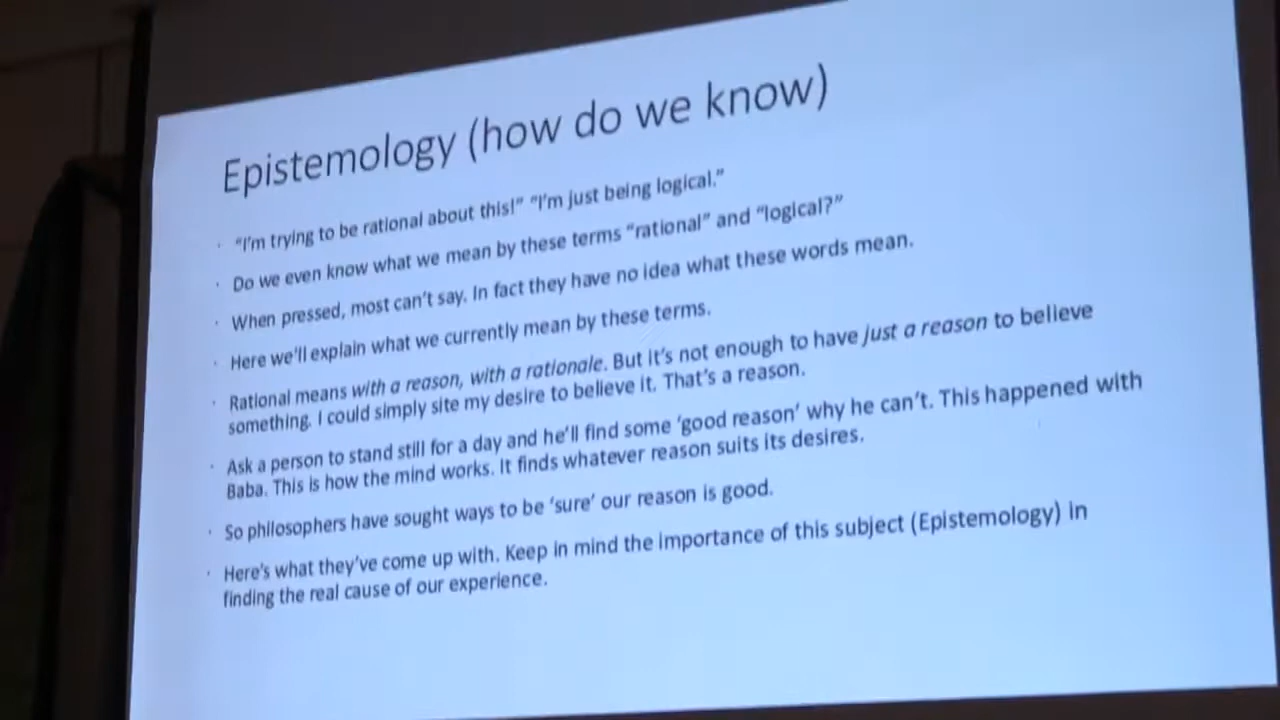 Epistemology (how do we know)
· "I'm trying to be rational about this!" "I'm just being logical."
· Do we even know what we mean by these terms "rational" and "logical?"
· When pressed, most can't say. In fact they have no idea what these words mean.
· Here we'll explain what we currently mean by these terms.
· Rational means with a reason, with a rationale. But it's not enough to have just a reason to believe
something. I could simply site my desire to believe it. That's a reason.
· Ask a person to stand still for a day and he'll find some 'good reason' why he can't. This happened with
Baba. This is how the mind works. It finds whatever reason suits its desires.
· So philosophers have sought ways to be 'sure' our reason is good.
· Here's what they've come up with. Keep in mind the importance of this subject (Epistemology) in
finding the real cause of our experience.